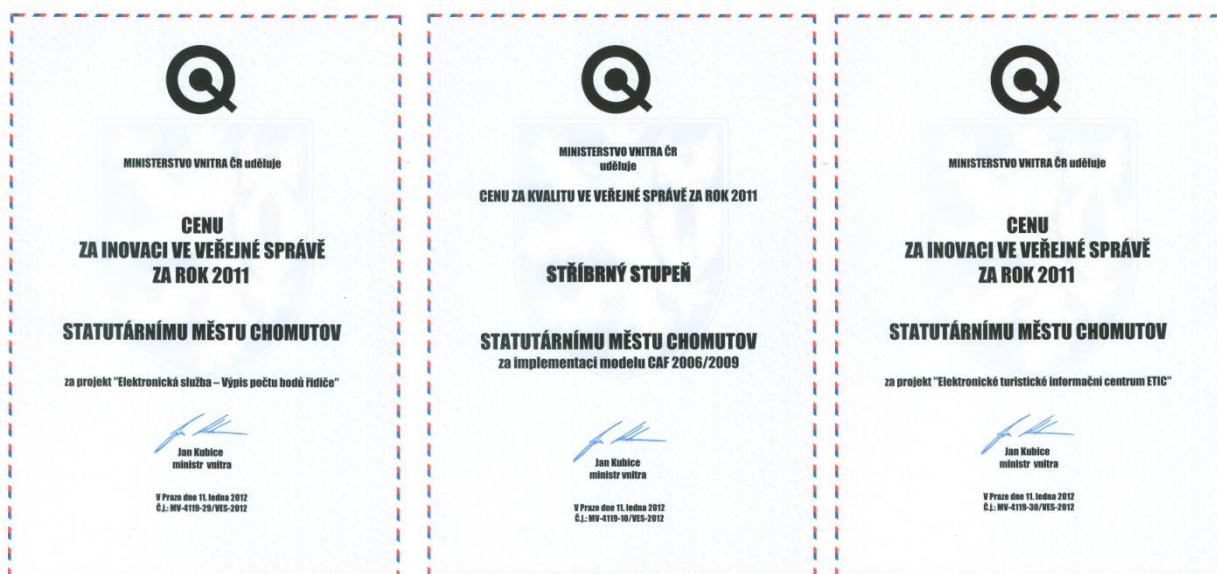 MINISTERSTVO VNITRA ČR uděluje
CENU
ZA INOVACI VE VEŘEJNÉ SPRÁVĚ
ZA ROK 2011
STATUTÁRNÍMU MĚSTU CHOMUTOV
za projekt "Elektronická služba – Výpis počtu bodů řidiče"
Jan Kubice
ministr vnitra
V Praze dne 11. ledna 2012
Č.j.: MV-4119-29/VES-2012
MINISTERSTVO VNITRA ČR
uděluje
CENU ZA KVALITU VE VEŘEJNÉ SPRÁVĚ ZA ROK 2011
STŘÍBRNÝ STUPEŇ
STATUTÁRNÍMU MĚSTU CHOMUTOV
za implementaci modelu CAF 2006/2009
Jan Kubice
ministr vnitra
V Praze dne 11. ledna 2012
Č.j.: MV-4119-10/VES-2012
MINISTERSTVO VNITRA ČR uděluje
CENU
ZA INOVACI VE VEŘEJNÉ SPRÁVĚ
ZA ROK 2011
STATUTÁRNÍMU MĚSTU CHOMUTOV
za projekt "Elektronické turistické informační centrum ETIC"
Jan Kubice
ministr vnitra
V Praze dne 11. ledna 2012
Č.j.: MV-4119-30/VES-2012